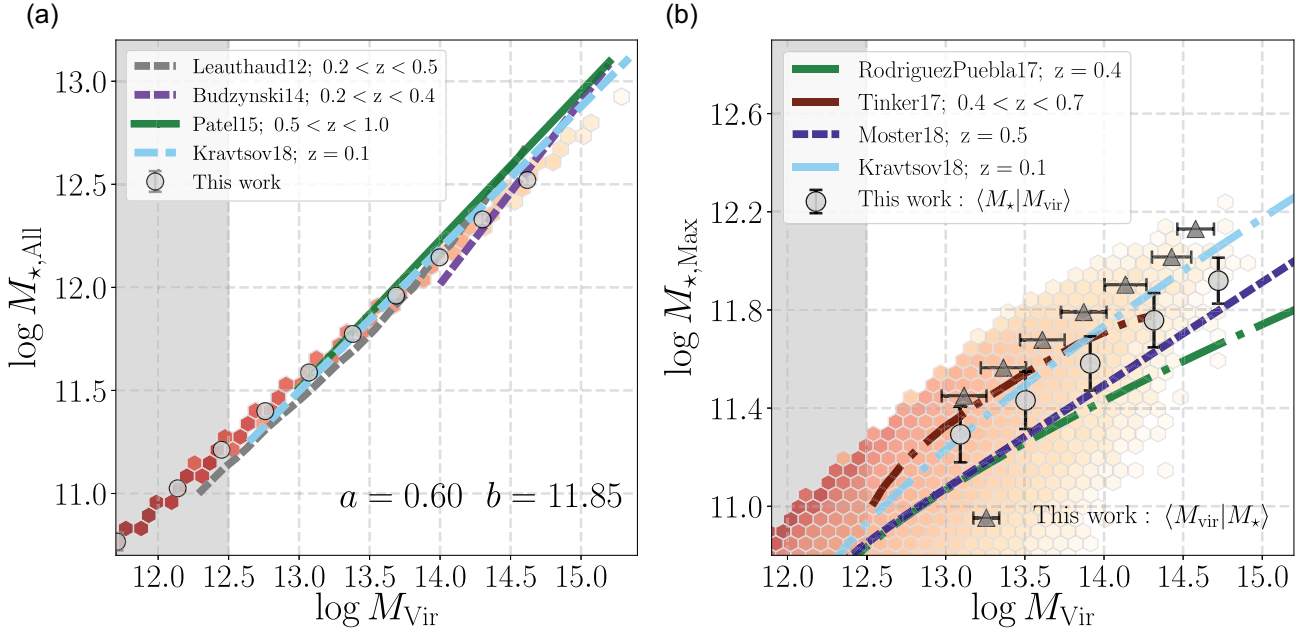 (a)
(b)
Leauthaud12; 0.2 < z < 0.5
Budzynski14; 0.2 < z < 0.4
Patel15; 0.5 < z < 1.0
Kravtsov18; z = 0.1
This work
13.0
12.5
12.0
11.5
11.0
log M⋆,All
a = 0.60 b = 11.85
12.0 12.5 13.0 13.5 14.0 14.5 15.0
log MVir
RodriguezPuebla17; z = 0.4
Tinker17; 0.4 < z < 0.7
Moster18; z = 0.5
Kravtsov18; z = 0.1
This work : ⟨M⋆|Mvir⟩
12.6
12.2
11.8
11.4
11.0
log M⋆,Max
This work : ⟨Mvir|M⋆⟩
12.0 12.5 13.0 13.5 14.0 14.5 15.0
log MVir